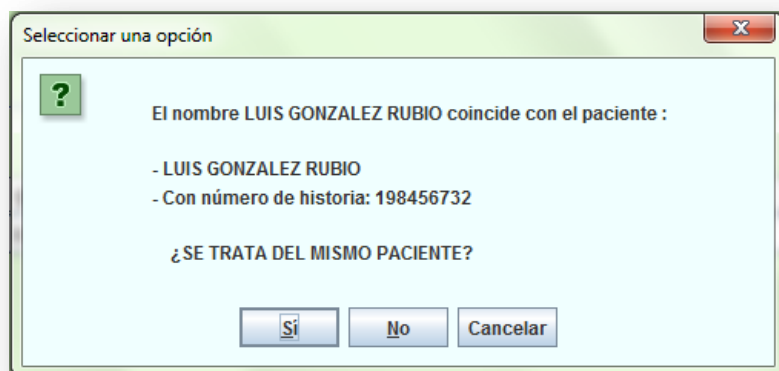 Seleccionar una opción
El nombre LUIS GONZALEZ RUBIO coincide con el paciente :
- LUIS GONZALEZ RUBIO
- Con número de historia: 198456732
¿SE TRATA DEL MISMO PACIENTE?
Sí No Cancelar